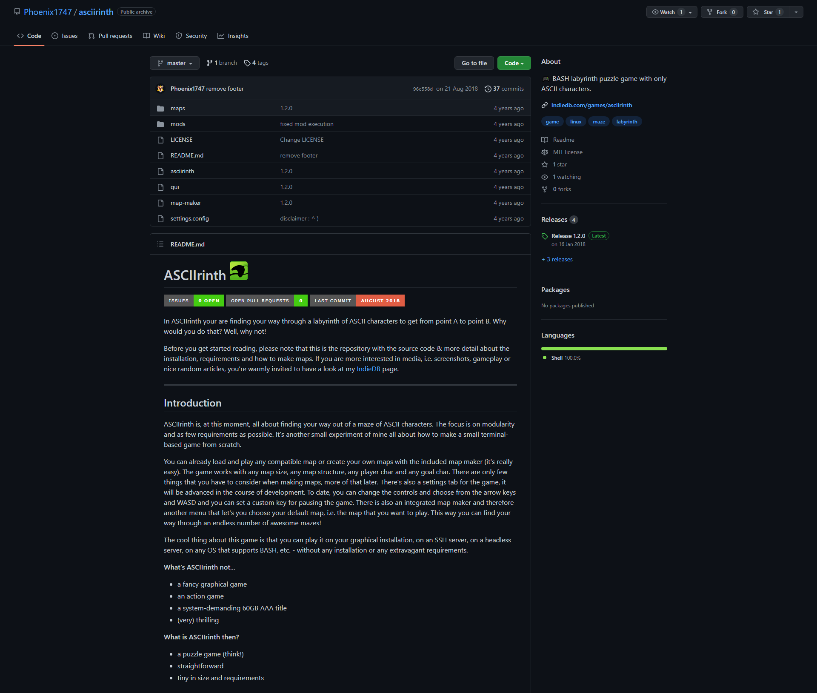 Phoenix1747 / asciirinth Public archive
Watch 1 Fork 0 Star 1
Code Issues Pull requests Wiki Security Insights
master 1 branch 4 tags Go to file Code
Phoenix1747 remove footer on 21 Aug 2018 37 commits
maps 1.2.0 4 years ago
mods fixed mod execution 4 years ago
LICENSE Change LICENSE 4 years ago
README.md remove footer 4 years ago
asciirinth 1.2.0 4 years ago
gui 1.2.0 4 years ago
map-maker 1.2.0 4 years ago
settings.config disclaimer ( ^ ) 4 years ago
README.md
ASCIIrinth
ISSUES 0 OPEN OPEN PULL REQUESTS 0 LAST COMMIT AUGUST 2018
In ASCIIrinth your are finding your way through a labyrinth of ASCII characters to get from point A to point B. Why
would you do that? Well, why not!
Before you get started reading, please note that this is the repository with the source code & more detail about the
installation, requirements and how to make maps. If you are more interested in media, i.e. screenshots, gameplay or
nice random articles, you're warmly invited to have a look at my IndieDB page.
Introduction
ASCIIrinth is, at this moment, all about finding your way out of a maze of ASCII characters. The focus is on modularity
and as few requirements as possible. It's another small experiment of mine all about how to make a small terminal-
based game from scratch.
You can already load and play any compatible map or create your own maps with the included map maker (it's really
easy). The game works with any map size, any map structure, any player char and any goal char. There are only few
things that you have to consider when making maps, more of that later. There's also a settings tab for the game, it
will be advanced in the course of development. To date, you can change the controls and choose from the arrow keys
and WASD and you can set a custom key for pausing the game. There is also an integrated map maker and therefore
another menu that let's you choose your default map, i.e. the map that you want to play. This way you can find your
way through an endless number of awesome mazes!
The cool thing about this game is that you can play it on your graphical installation, on an SSH server, on a headless
server, on any OS that supports BASH, etc. - without any installation or any extravagant requirements.
What's ASCIIrinth not...
a fancy graphical game
an action game
a system-demanding 60GB AAA title
(very) thrilling
What is ASCIIrinth then?
a puzzle game (think!)
straightforward
tiny in size and requirements
About
BASH labyrinth puzzle game with only
ASCII characters.
indiedb.com/games/asciirinth
game linux maze labyrinth
Readme
MIT license
1 star
1 watching
0 forks
Releases 4
Release 1.2.0 Latest
on 18 Jan 2018
+ 3 releases
Packages
No packages published
Languages
Shell 100.0%